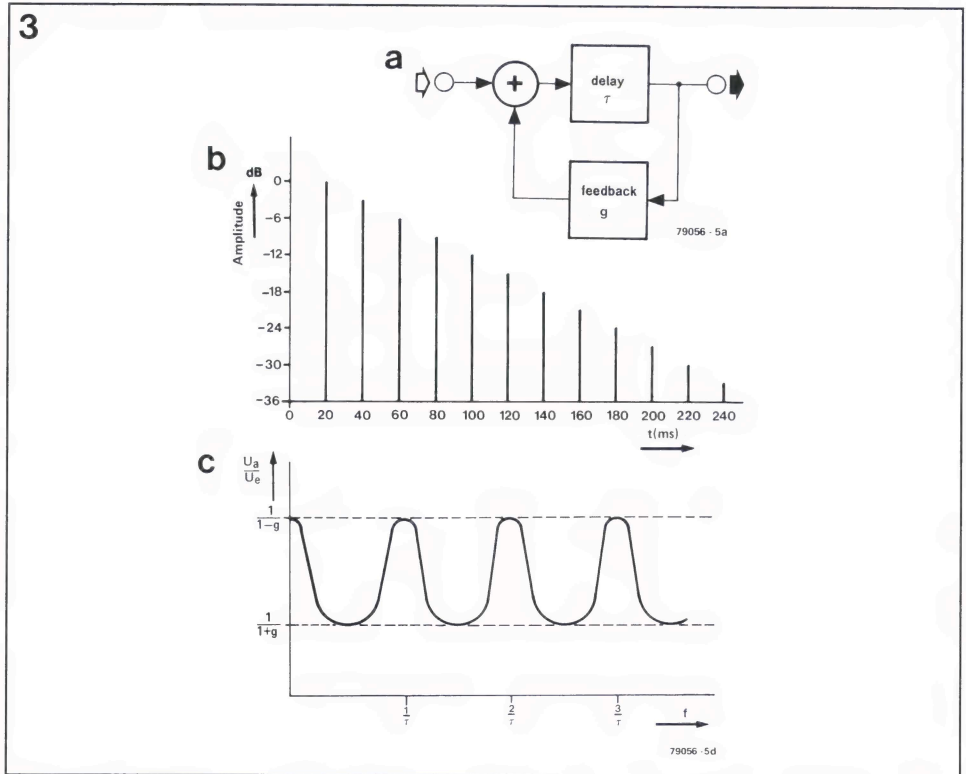 3
a
+
delay
τ
feedback
g
79056 - 5a
b
dB
Amplitude
0
-6
-12
-18
-24
-30
-36
0 20 40 60 80 100 120 140 160 180 200 220 240
t(ms)
c
Ua
Ue
1
1-g
1
1+g
1
τ
2
τ
3
τ
f
79056 - 5d